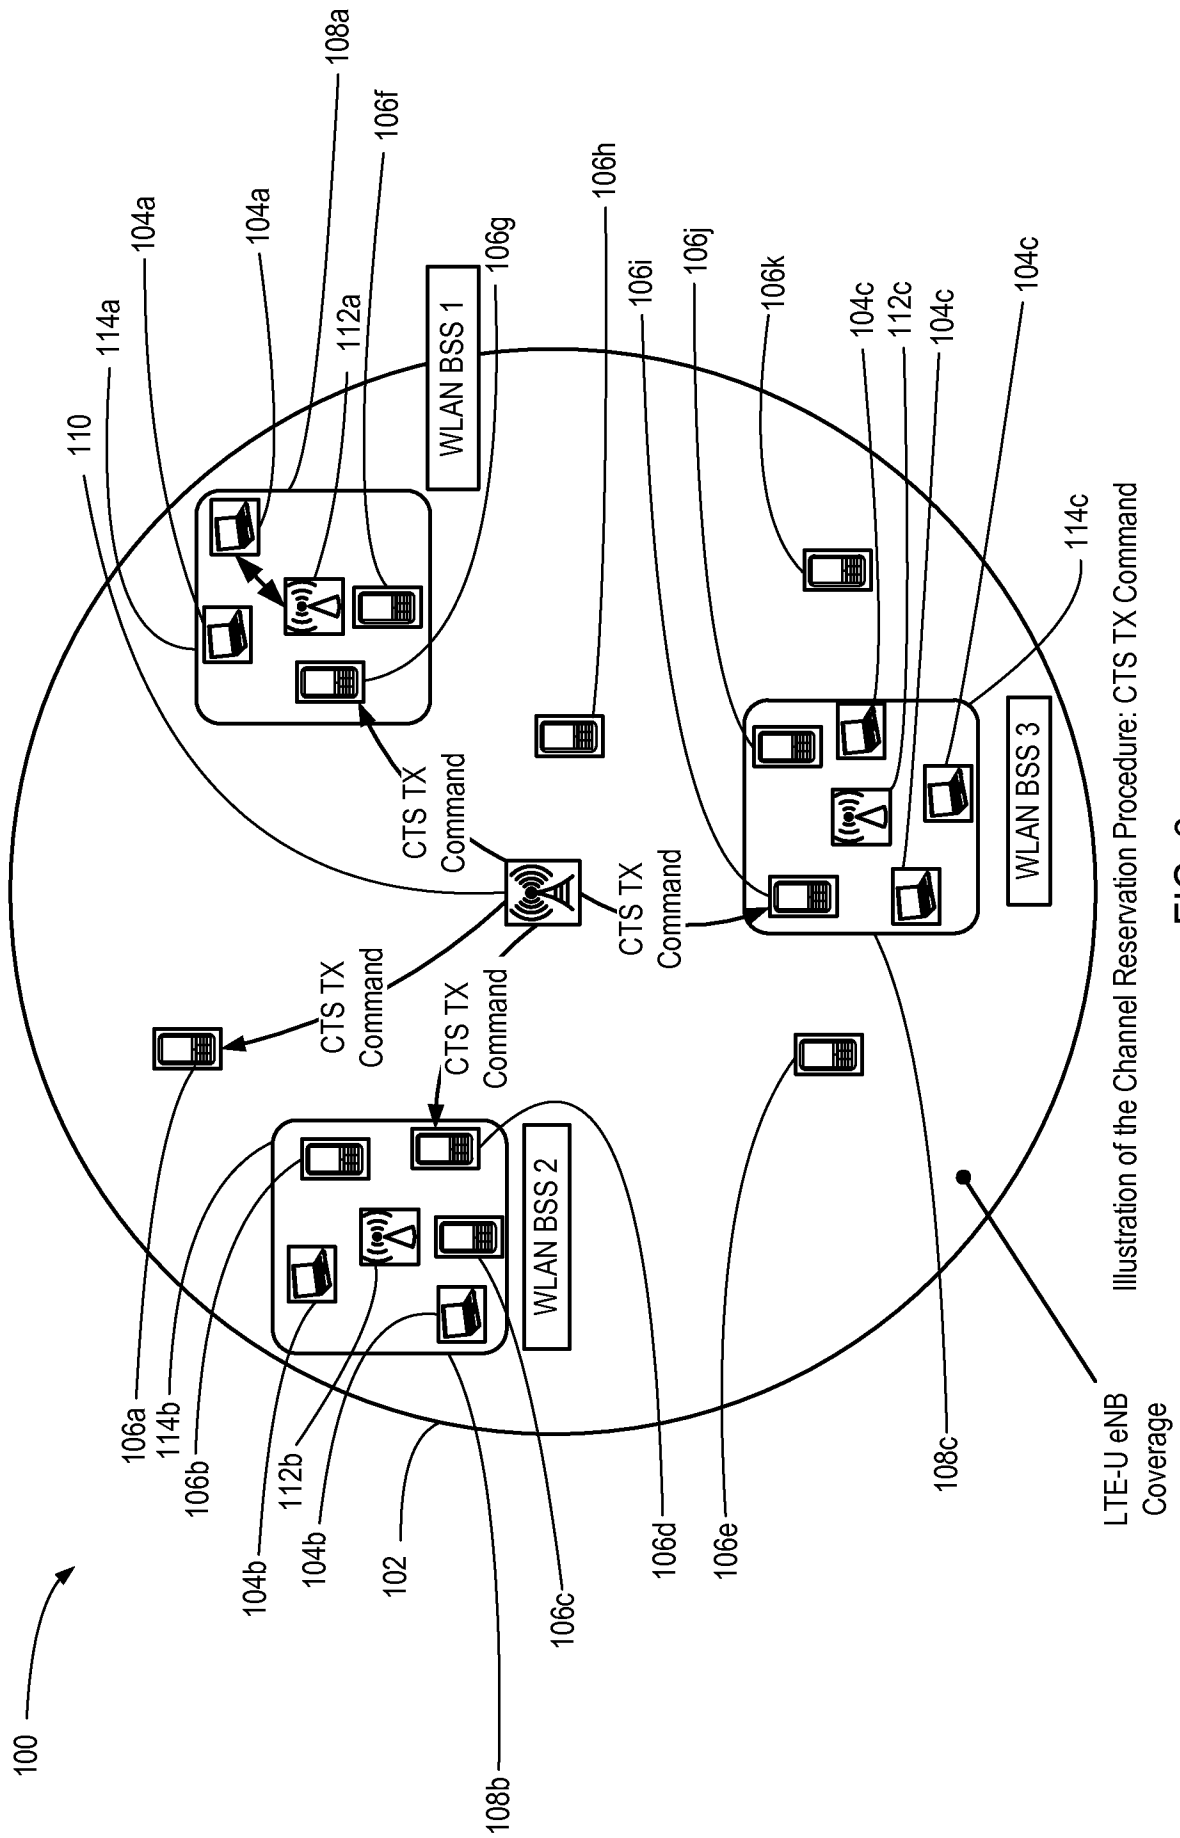 100
110
114a
106a
104a
114b
106b
104b
104a
112b
104b
CTS TX
Command
108a
112a
106f
102
CTS TX
Command
WLAN BSS 1
CTS TX
Command
106g
108b
WLAN BSS 2
106c
106h
CTS TX
Command
106i
106d
106j
106e
106k
104c
112c
108c
104c
104c
WLAN BSS 3
114c
LTE-U eNB
Coverage
Illustration of the Channel Reservation Procedure: CTS TX Command
FIG.